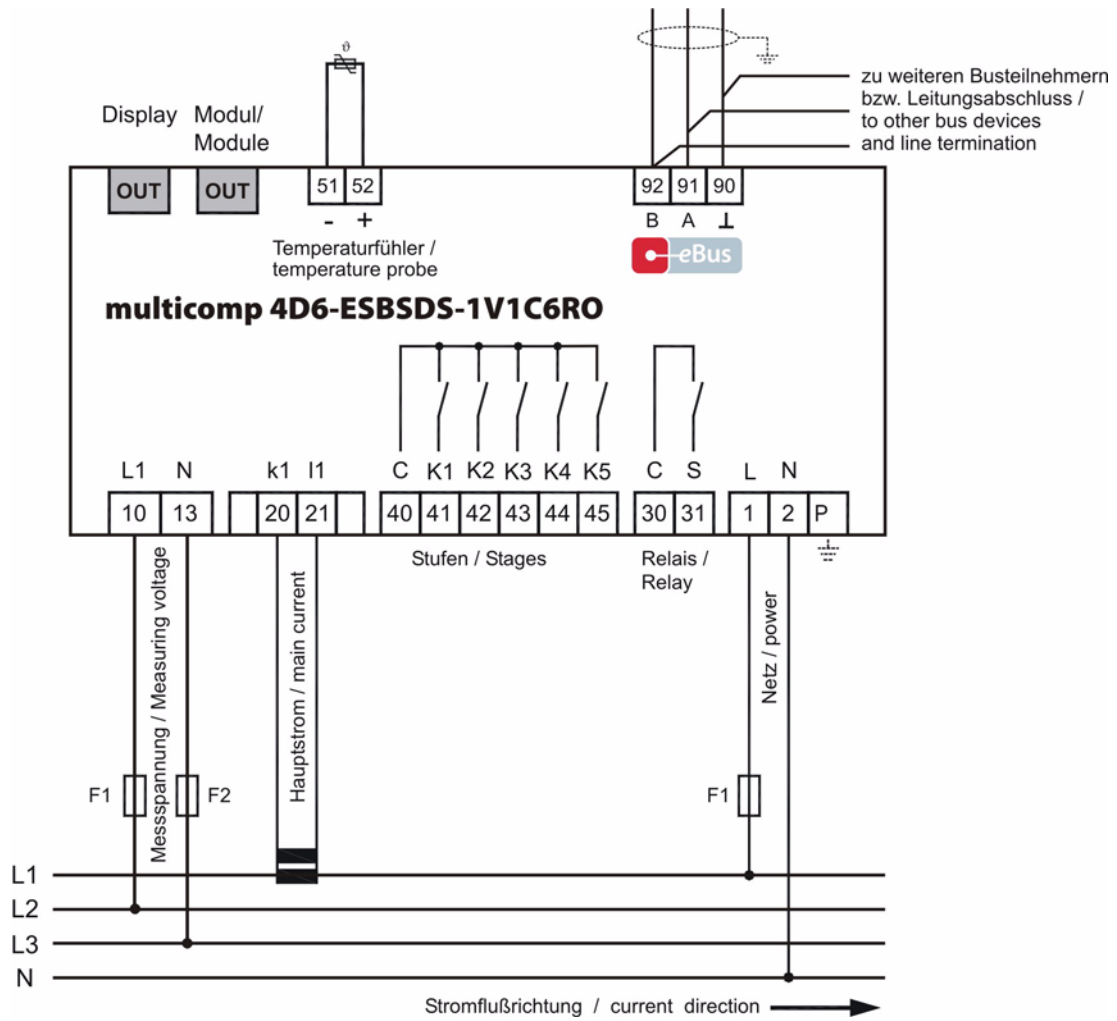 ϑ
zu weiteren Busteilnehmern
bzw. Leitungsabschluss /
to other bus devices
and line termination
Display Modul/
Module
OUT OUT 51 52 92 91 90
- + B A ⊥
Temperaturfühler /
temperature probe
eBus
multicomp 4D6-ESBSDS-1V1C6RO
L1 N k1 l1 C K1 K2 K3 K4 K5 C S L N
10 13 20 21 40 41 42 43 44 45 30 31 1 2 P
Stufen / Stages
Relais /
Relay
Messspannung / Measuring voltage
Hauptstrom / main current
Netz / power
F1 F2 F1
L1
L2
L3
N
Stromflußrichtung / current direction